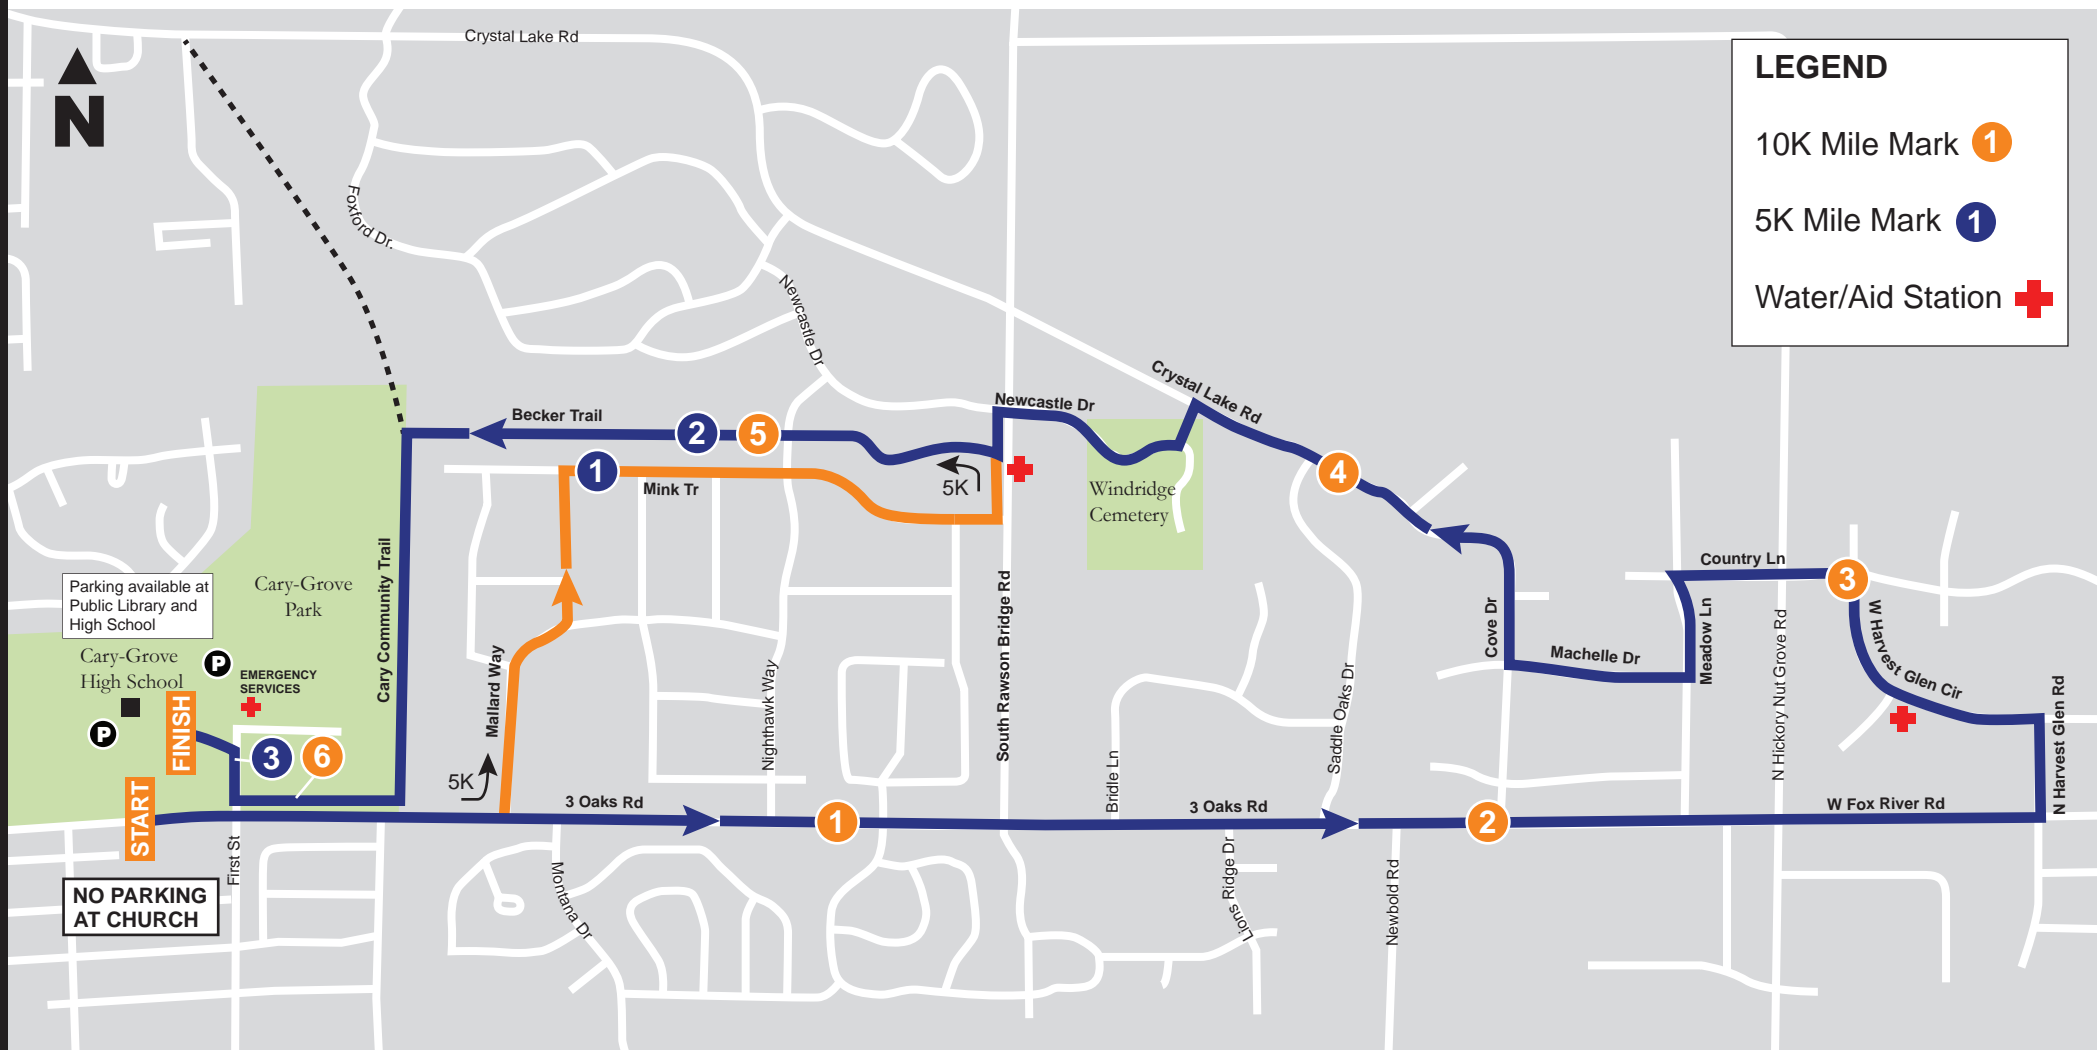 Crystal Lake Rd
N
LEGEND
10K Mile Mark 1
5K Mile Mark 1
Water/Aid Station
Foxford Dr.
Newcastle Dr
Crystal Lake Rd
Newcastle Dr
Becker Trail
2
5
1
Mink Tr
5K
4
Windridge
Cemetery
Parking available at
Public Library and
High School
Cary-Grove
Park
Cary Community Trail
Cary-Grove
High School
P
P
EMERGENCY
SERVICES
FINISH
START
3
6
Mallard Way
5K
Nighthawk Way
South Rawson Bridge Rd
Bridle Ln
Saddle Oaks Dr
Cove Dr
Machelle Dr
Meadow Ln
Country Ln
3
N Hickory Nut Grove Rd
W Harvest Glen Cir
N Harvest Glen Rd
3 Oaks Rd
1
3 Oaks Rd
2
W Fox River Rd
First St
NO PARKING
AT CHURCH
Montana Dr
Lions Ridge Dr
Newbold Rd